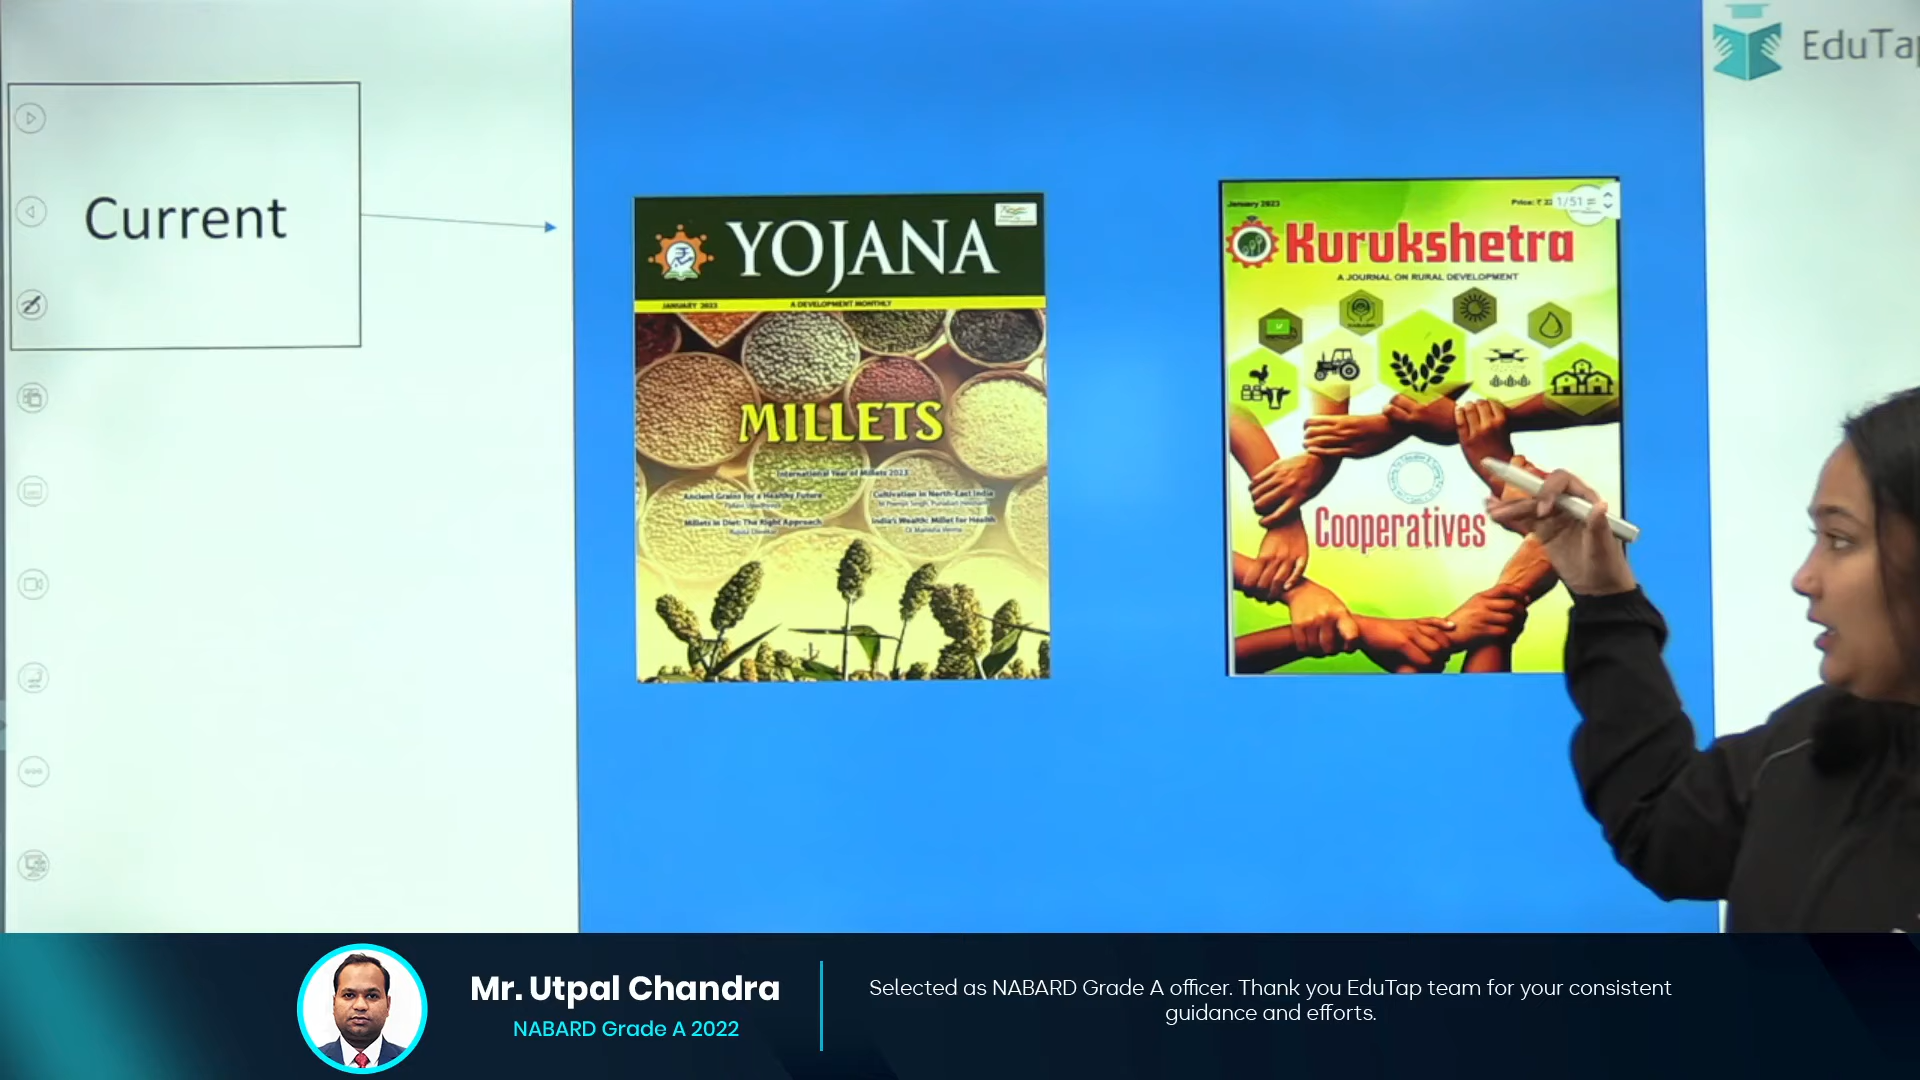 EduTap
Current
YOJANA
JANUARY 2023 A DEVELOPMENT MONTHLY
MILLETS
International Year of Millets 2023
Ancient Grains for a Healthy Future
Cultivation in North-East India
Millets in Diet: The Right Approach
India's Wealth: Millet for Health
January 2023
Price: ₹ 22
1/51
Kurukshetra
A JOURNAL ON RURAL DEVELOPMENT
Cooperatives
Mr. Utpal Chandra
NABARD Grade A 2022
Selected as NABARD Grade A officer. Thank you EduTap team for your consistent
guidance and efforts.